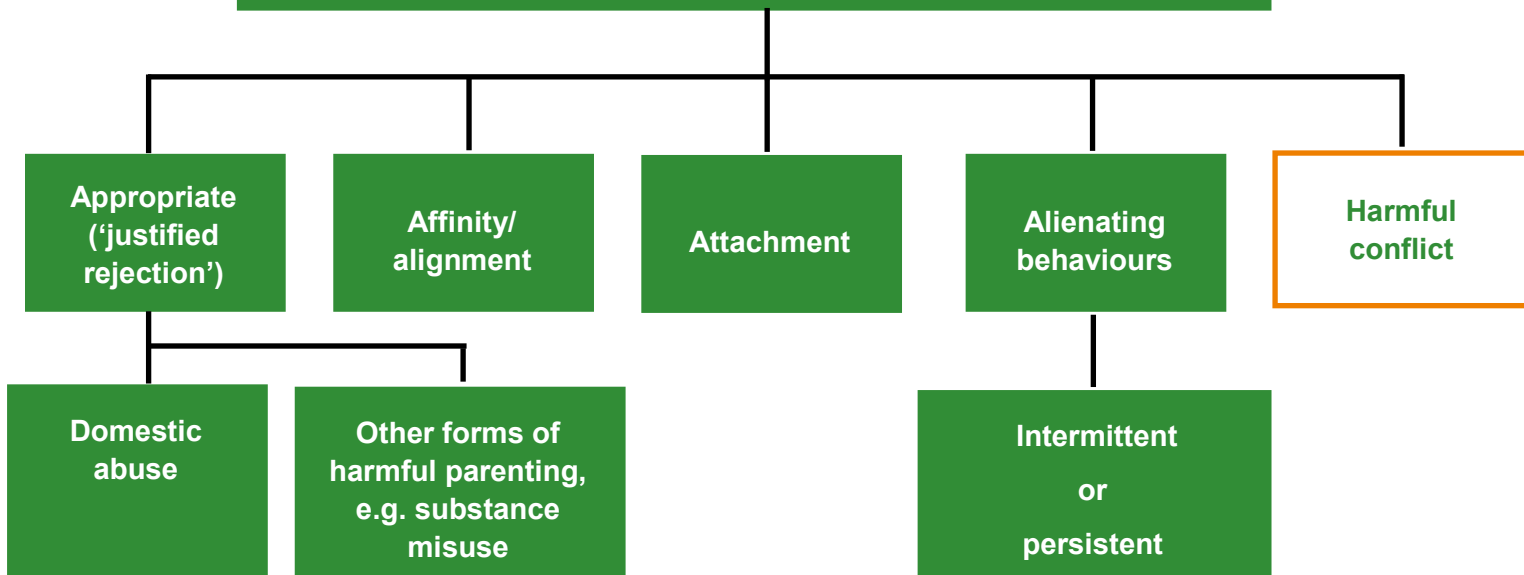 Appropriate
(‘justified
rejection’)
Affinity/
alignment
Attachment
Alienating
behaviours
Harmful
conflict
Domestic
abuse
Other forms of
harmful parenting,
e.g. substance
misuse
Intermittent
or
persistent